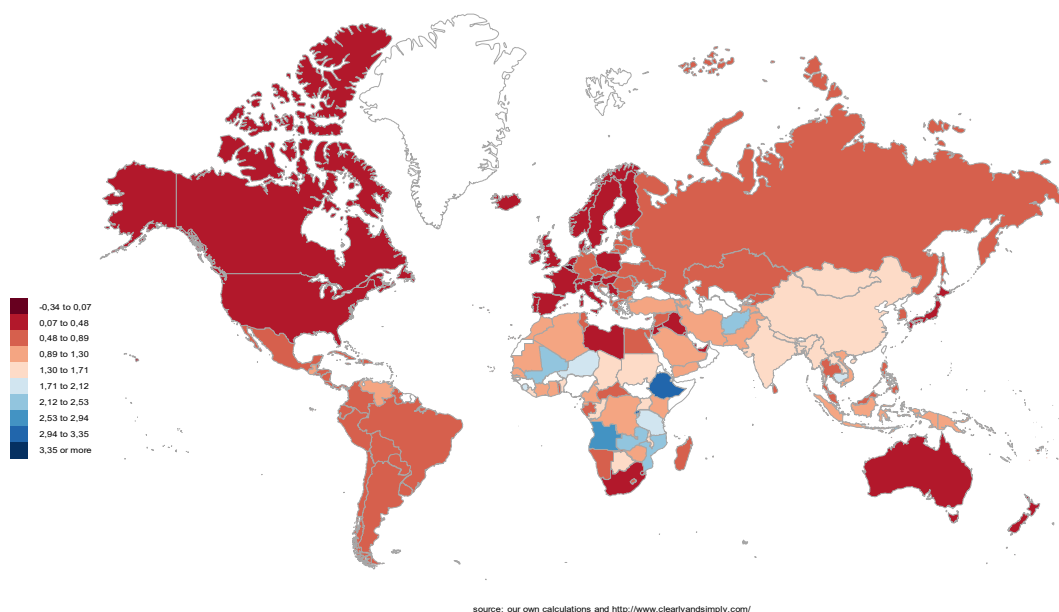 -0,34 to 0,07
0,07 to 0,48
0,48 to 0,89
0,89 to 1,30
1,30 to 1,71
1,71 to 2,12
2,12 to 2,53
2,53 to 2,94
2,94 to 3,35
3,35 or more
source: our own calculations and http://www.clearlyandsimply.com/